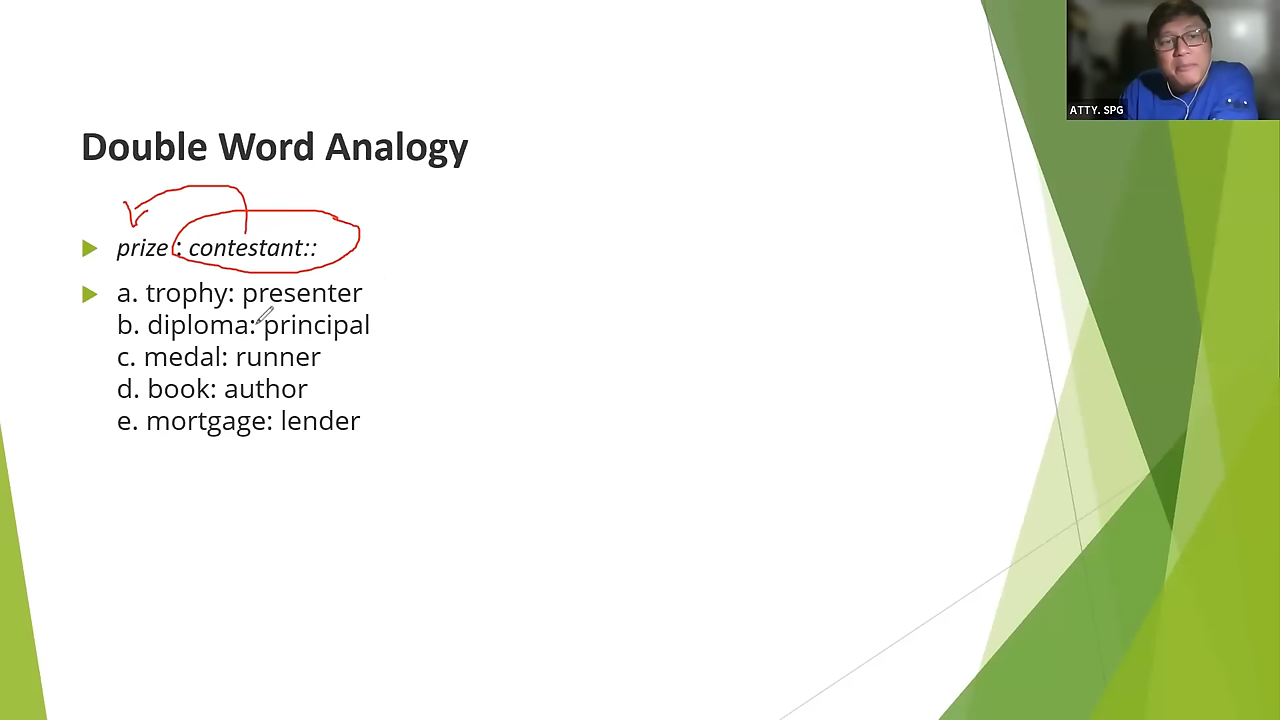 ATTY. SPG
Double Word Analogy
prize : contestant::
a. trophy: presenter
b. diploma: principal
c. medal: runner
d. book: author
e. mortgage: lender